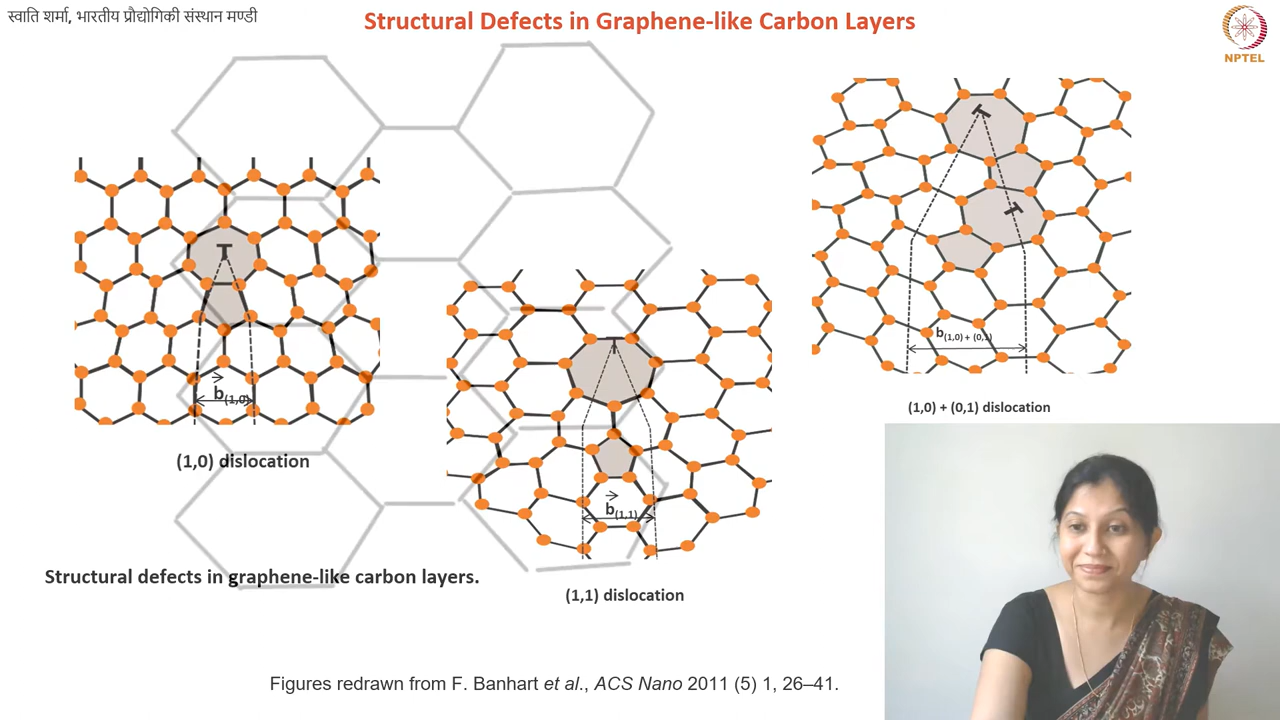 स्वाति शर्मा, भारतीय प्रौद्योगिकी संस्थान मण्डी
Structural Defects in Graphene-like Carbon Layers
NPTEL
b(1,0) + (0,1)
b(1,0)
(1,0) + (0,1) dislocation
(1,0) dislocation
b(1,1)
Structural defects in graphene-like carbon layers.
(1,1) dislocation
Figures redrawn from F. Banhart et al., ACS Nano 2011 (5) 1, 26–41.